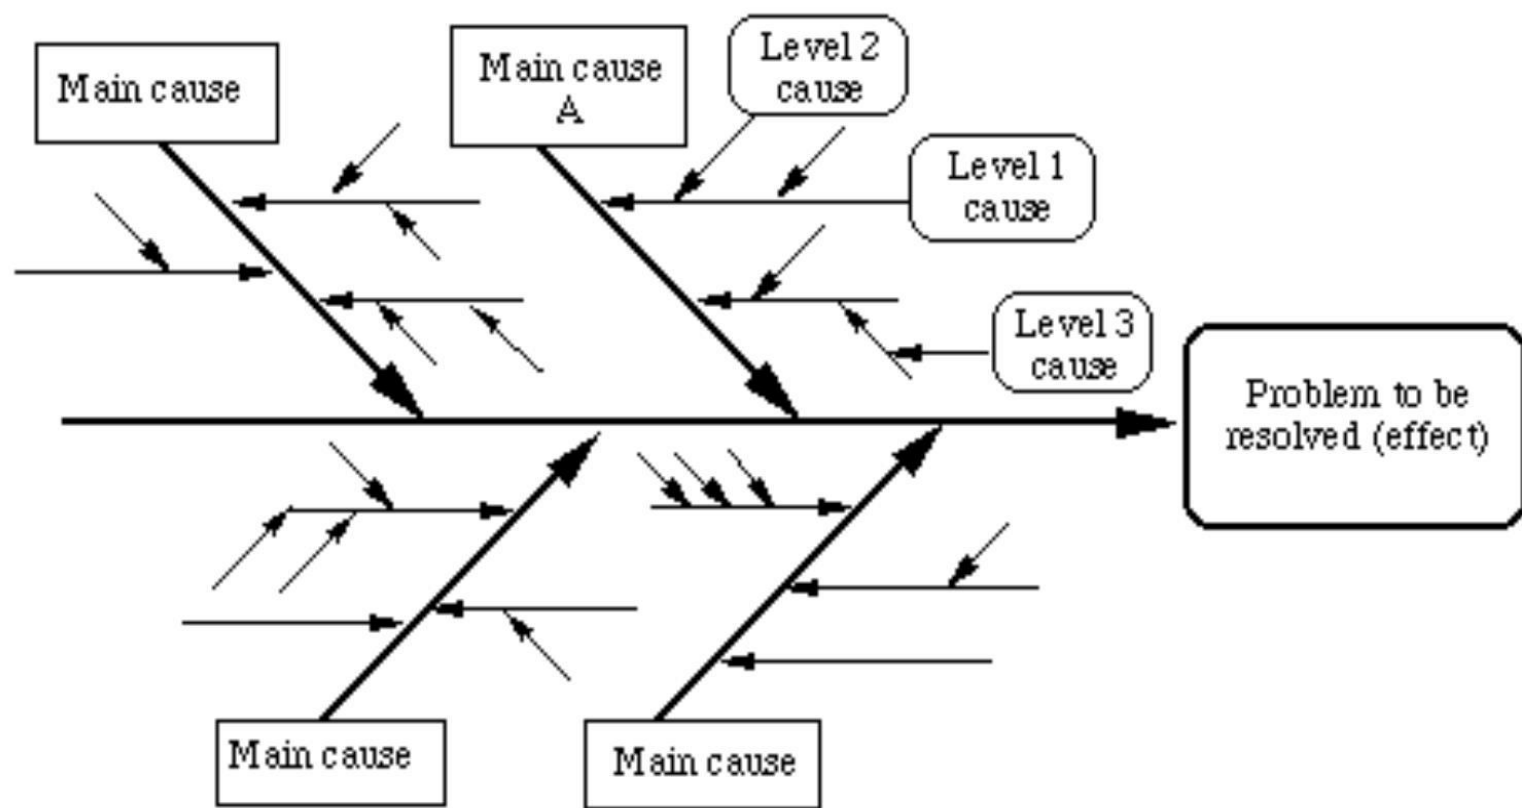 Main cause
Main cause
A
Level 2
cause
Level 1
cause
Level 3
cause
Problem to be
resolved (effect)
Main cause
Main cause